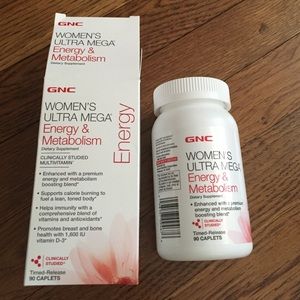 GNC
WOMEN'S
ULTRA MEGA®
Energy &
Metabolism
Dietary Supplement
GNC
WOMEN'S
ULTRA MEGA®
Energy &
Metabolism
Dietary Supplement
CLINICALLY STUDIED
MULTIVITAMIN*
• Enhanced with a premium
energy and metabolism
boosting blend*
• Supports calorie burning to
fuel a lean, toned body*
• Helps immunity with a
comprehensive blend of
vitamins and antioxidants*
• Promotes breast and bone
health with 1,600 IU
vitamin D-3*
CLINICALLY
STUDIED*
Timed-Release
90 CAPLETS
Energy
GNC
WOMEN'S
ULTRA MEGA®
Energy &
Metabolism
Dietary Supplement
• Enhanced with a premium
energy and metabolism
boosting blend*
CLINICALLY
STUDIED*
Timed-Release
90 CAPLETS